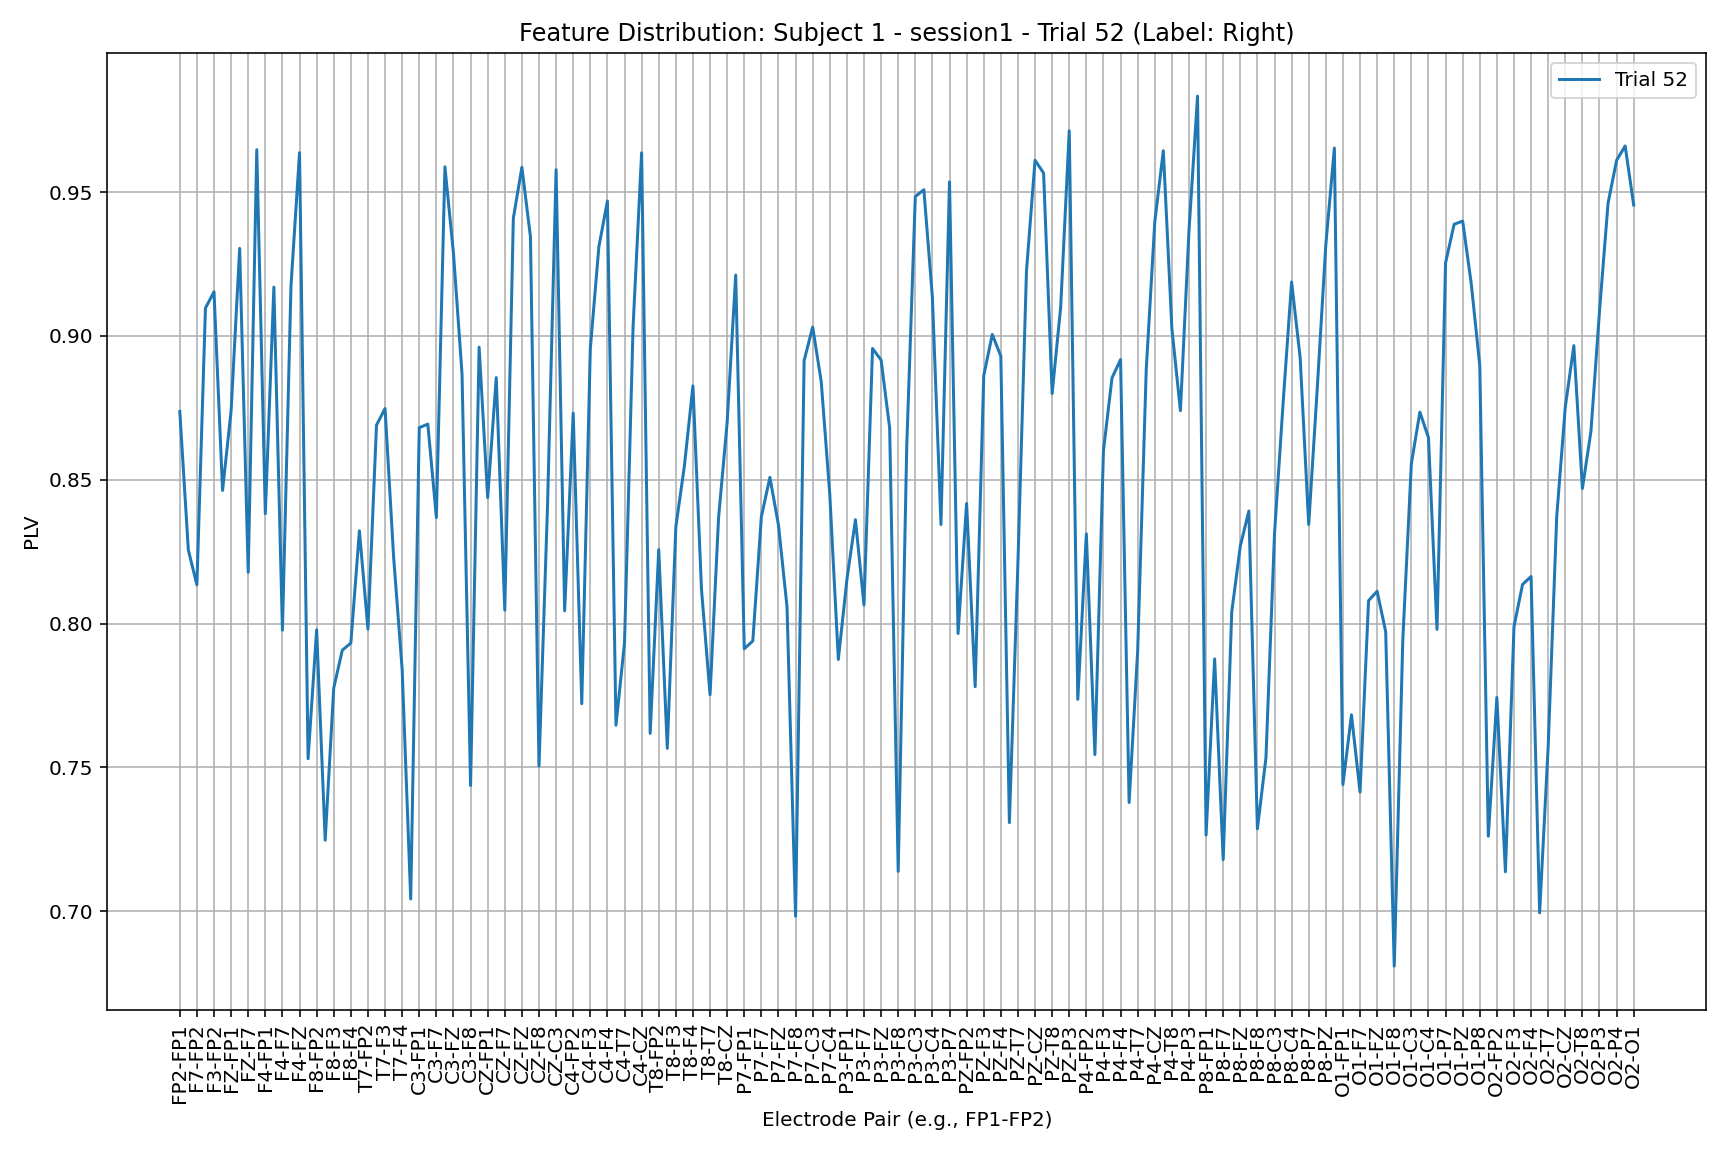 Feature Distribution: Subject 1 - session1 - Trial 52 (Label: Right)
Trial 52
0.95
0.90
0.85
0.80
0.75
0.70
PLV
FP2-FP1
F7-FP2
F3-FP2
FZ-FP1
FZ-F7
F4-FP1
F4-F7
F4-FZ
F8-FP2
F8-F3
F8-F4
T7-FP2
T7-F3
T7-F4
C3-FP1
C3-F7
C3-FZ
C3-F8
CZ-FP1
CZ-F7
CZ-FZ
CZ-F8
CZ-C3
C4-FP2
C4-F3
C4-F4
C4-T7
C4-CZ
T8-FP2
T8-F3
T8-F4
T8-T7
T8-CZ
P7-FP1
P7-F7
P7-FZ
P7-F8
P7-C3
P7-C4
P3-FP1
P3-F7
P3-FZ
P3-F8
P3-C3
P3-C4
P3-P7
PZ-FP2
PZ-F3
PZ-F4
PZ-T7
PZ-CZ
PZ-T8
PZ-P3
P4-FP2
P4-F3
P4-F4
P4-T7
P4-CZ
P4-T8
P4-P3
P8-FP1
P8-F7
P8-FZ
P8-F8
P8-C3
P8-C4
P8-P7
P8-PZ
O1-FP1
O1-F7
O1-FZ
O1-F8
O1-C3
O1-C4
O1-P7
O1-PZ
O1-P8
O2-FP2
O2-F3
O2-F4
O2-T7
O2-CZ
O2-T8
O2-P3
O2-P4
O2-O1
Electrode Pair (e.g., FP1-FP2)